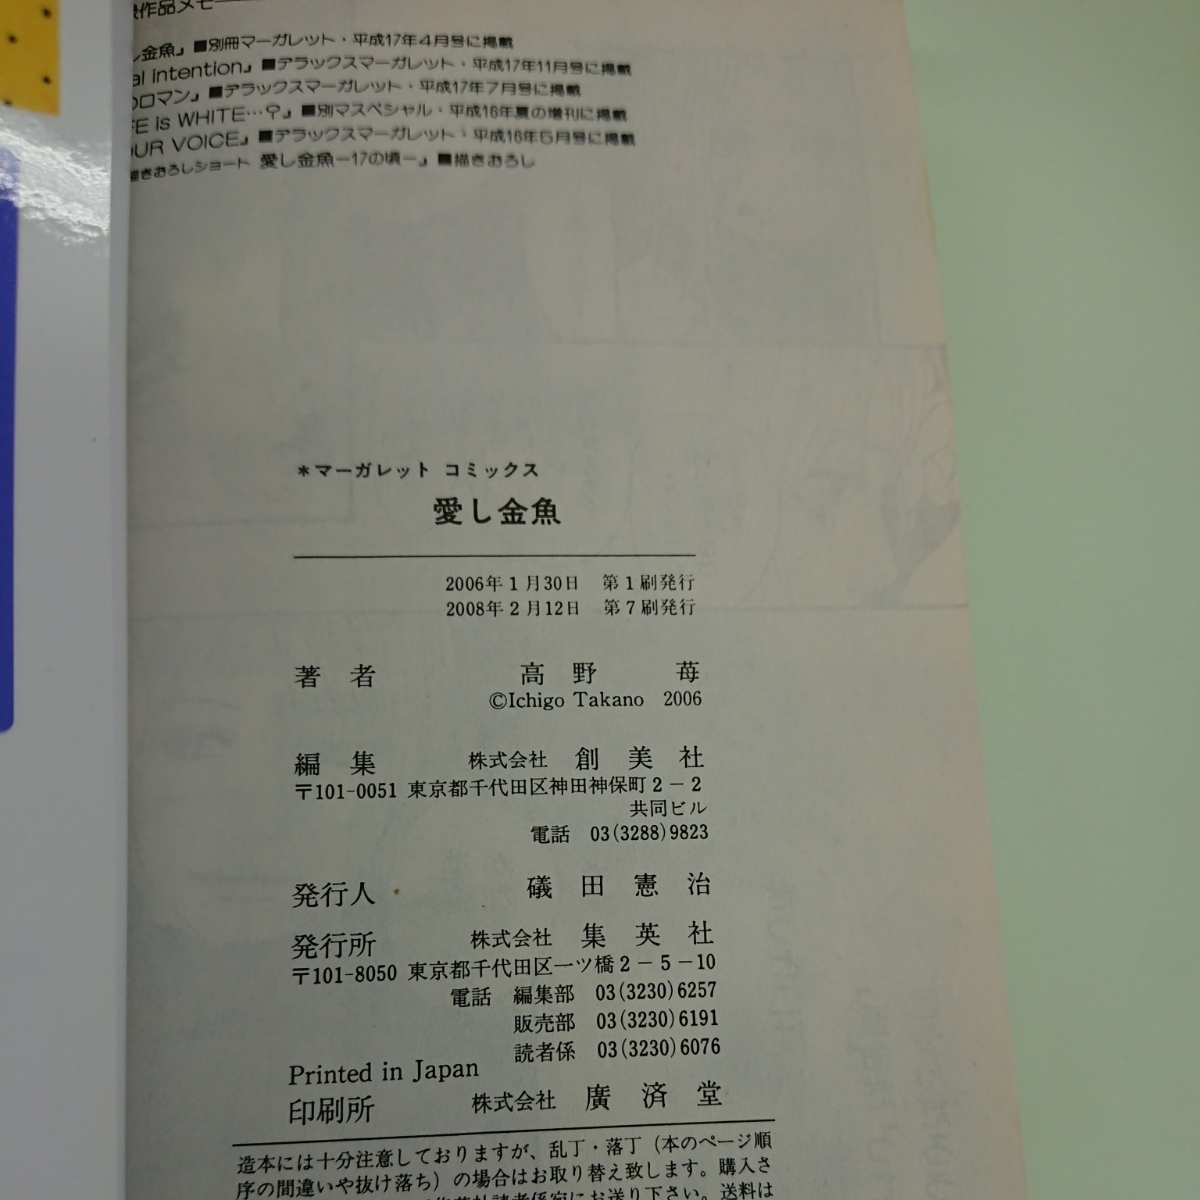 作品メモ
し金魚』■別冊マーガレット・平成17年4月号に掲載
al intention』■デラックスマーガレット・平成17年11月号に掲載
のロマン』■デラックスマーガレット・平成17年7月号に掲載
FE is WHITE…?』■別マスペシャル・平成16年夏の増刊に掲載
OUR VOICE』■デラックスマーガレット・平成16年5月号に掲載
描きおろしショート 愛し金魚ー17の頃ー』■描きおろし
*マーガレット コミックス
愛し金魚
2006年1月30日 第1刷発行
2008年2月12日 第7刷発行
著者 高野 苺
©Ichigo Takano 2006
編集 株式会社 創美社
〒101-0051 東京都千代田区神田神保町2-2
共同ビル
電話 03(3288)9823
発行人 礒田憲治
発行所 株式会社 集英社
〒101-8050 東京都千代田区一ツ橋2-5-10
電話 編集部 03(3230)6257
販売部 03(3230)6191
読者係 03(3230)6076
Printed in Japan
印刷所 株式会社 廣済堂
造本には十分注意しておりますが、乱丁・落丁(本のページ順
序の間違いや抜け落ち)の場合はお取り替え致します。購入さ
社読者係宛にお送り下さい。送料は